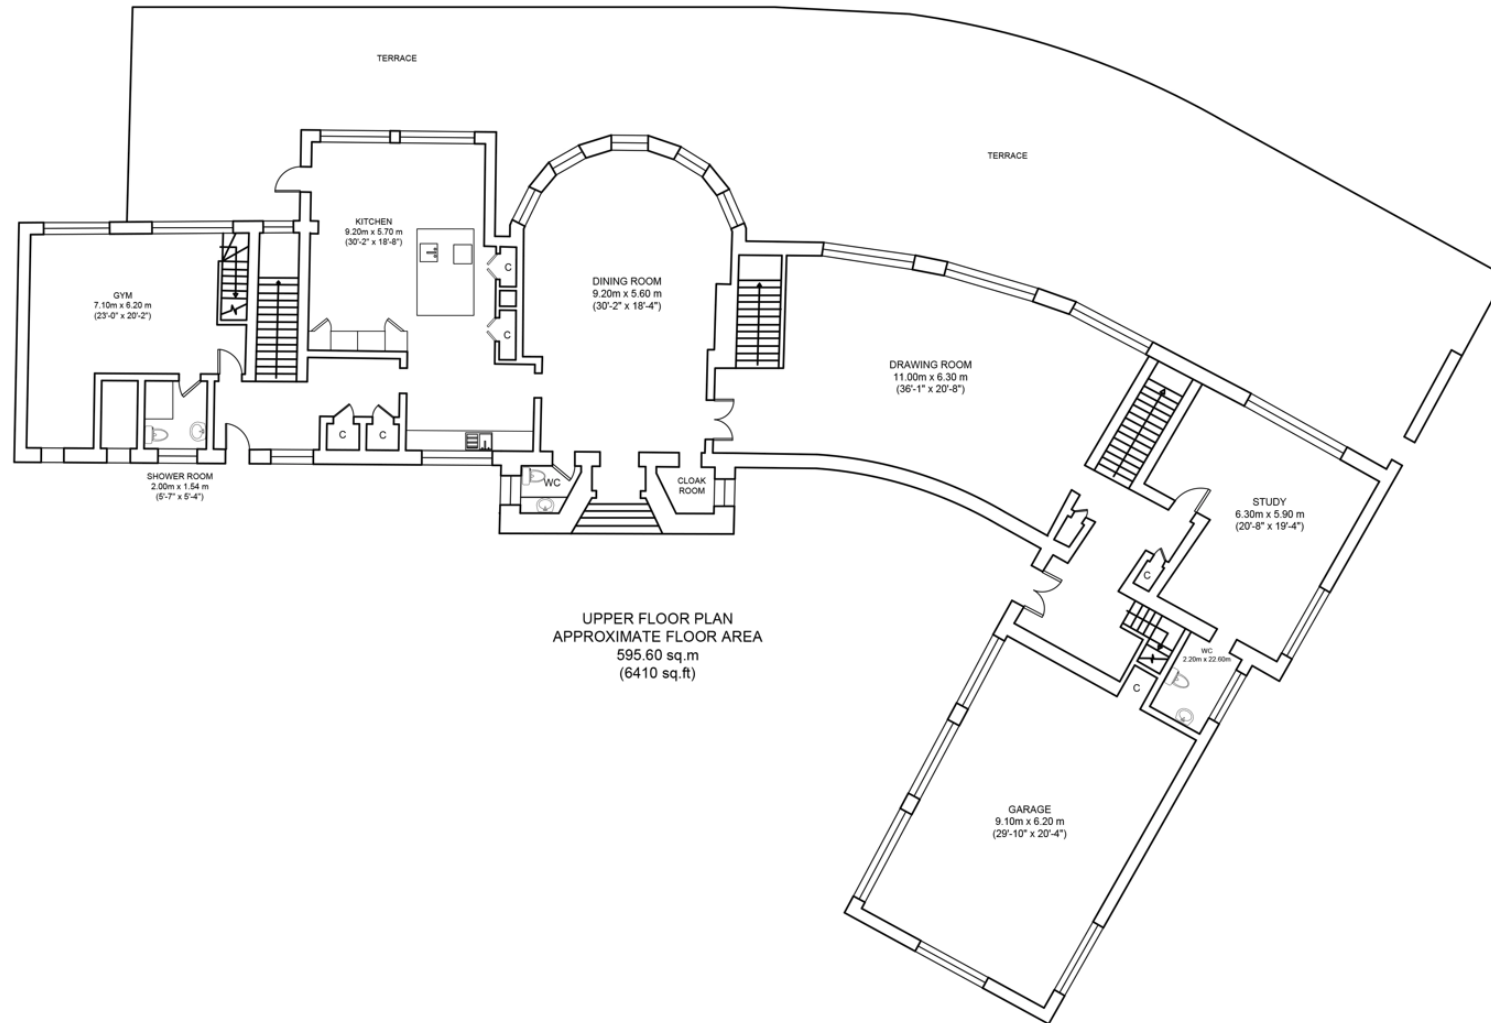 TERRACE
TERRACE
KITCHEN
9.20m x 5.70 m
(30'-2" x 18'-8")
C
C
GYM
7.10m x 6.20 m
(23'-0" x 20'-2")
DINING ROOM
9.20m x 5.60 m
(30'-2" x 18'-4")
DRAWING ROOM
11.00m x 6.30 m
(36'-1" x 20'-8")
C
C
SHOWER ROOM
2.00m x 1.54 m
(5'-7" x 5'-4")
WC
CLOAK
ROOM
STUDY
6.30m x 5.90 m
(20'-8" x 19'-4")
C
UPPER FLOOR PLAN
APPROXIMATE FLOOR AREA
595.60 sq.m
(6410 sq.ft)
WC
2.20m x 22.60m
C
GARAGE
9.10m x 6.20 m
(29'-10" x 20'-4")